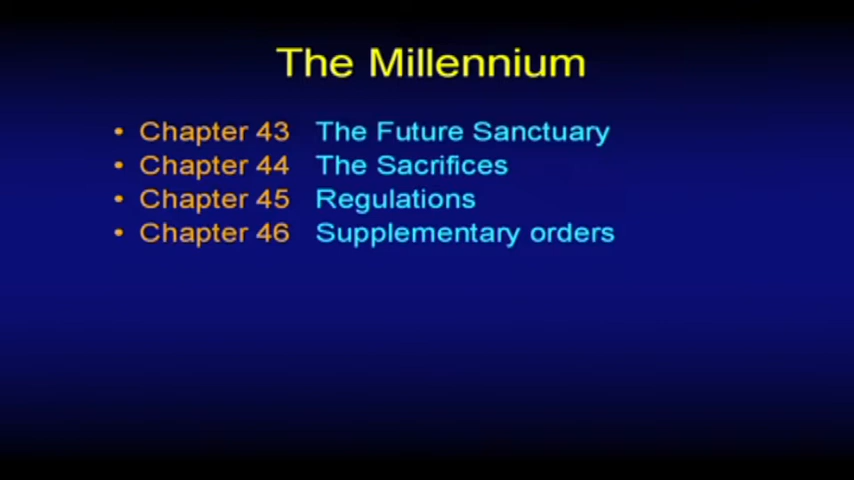 The Millennium
• Chapter 43 The Future Sanctuary
• Chapter 44 The Sacrifices
• Chapter 45 Regulations
• Chapter 46 Supplementary orders